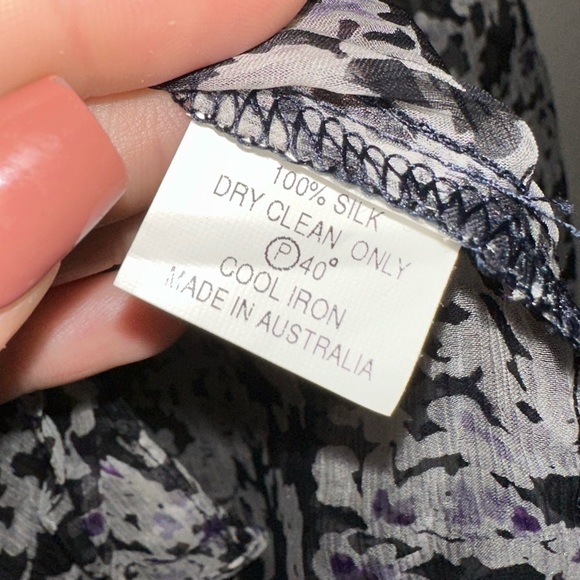 100% SILK
DRY CLEAN ONLY
Ⓟ40°
COOL IRON
MADE IN AUSTRALIA